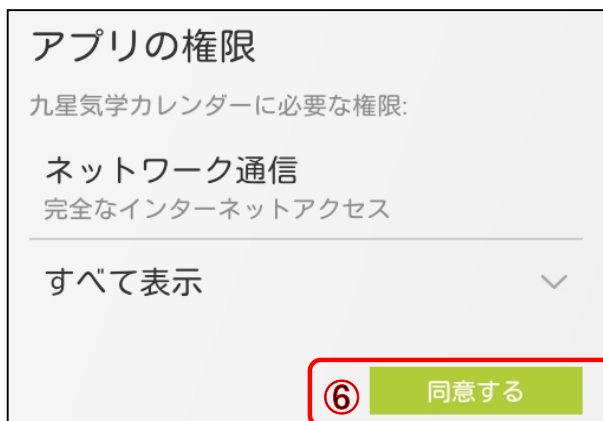 アプリの権限
九星気学カレンダーに必要な権限:
ネットワーク通信
完全なインターネットアクセス
すべて表示
⑥ 同意する